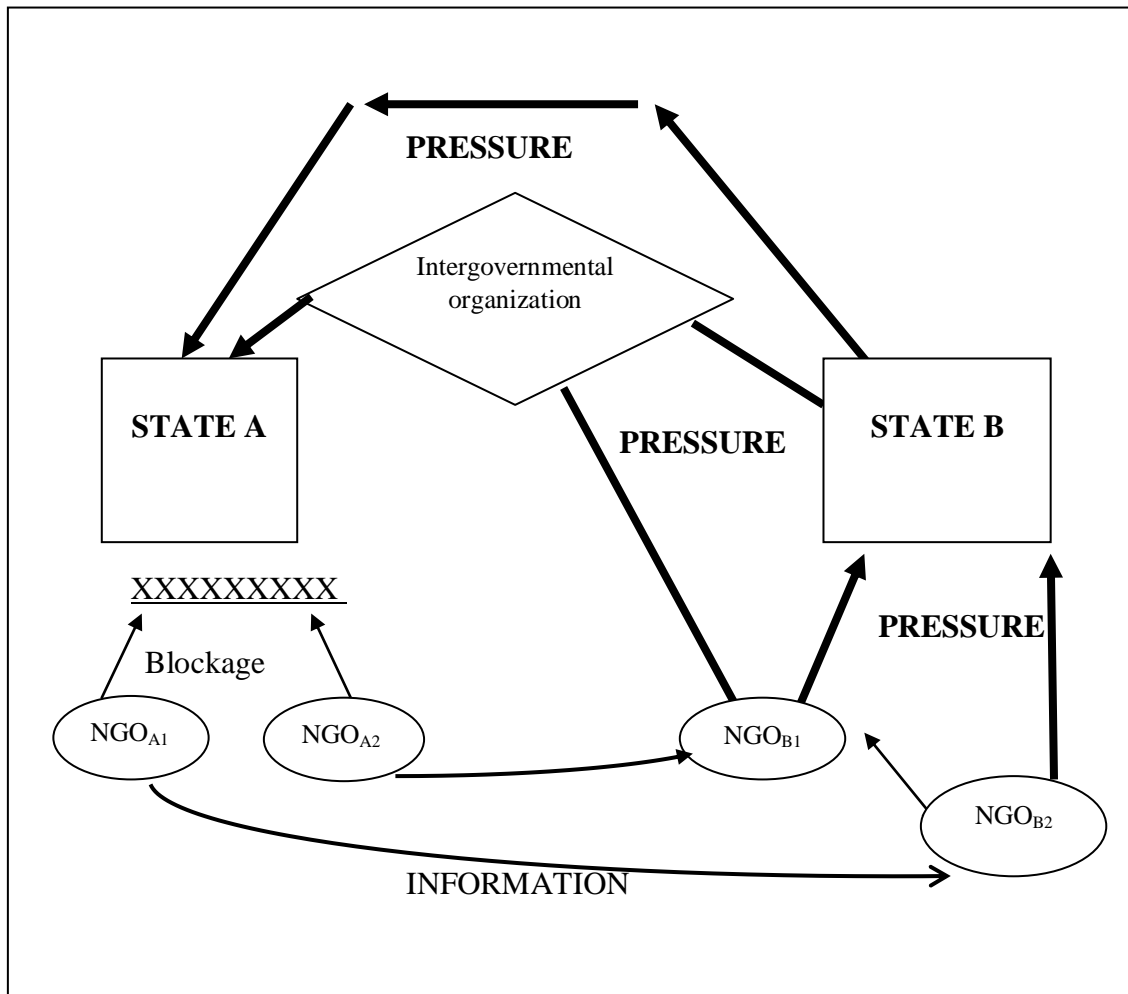 PRESSURE
Intergovernmental
organization
STATE A
STATE B
PRESSURE
XXXXXXXXX
PRESSURE
Blockage
NGOA1
NGOA2
NGOB1
NGOB2
INFORMATION